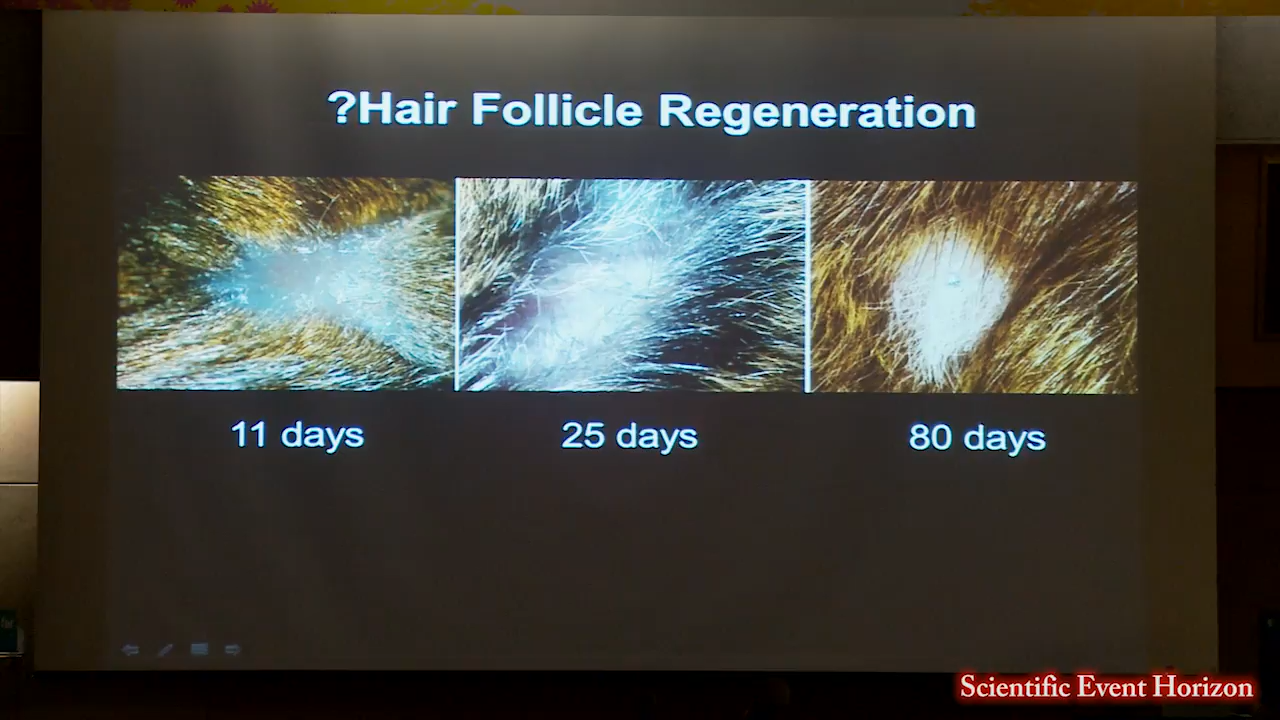 ?Hair Follicle Regeneration
11 days
25 days
80 days
Scientific Event Horizon